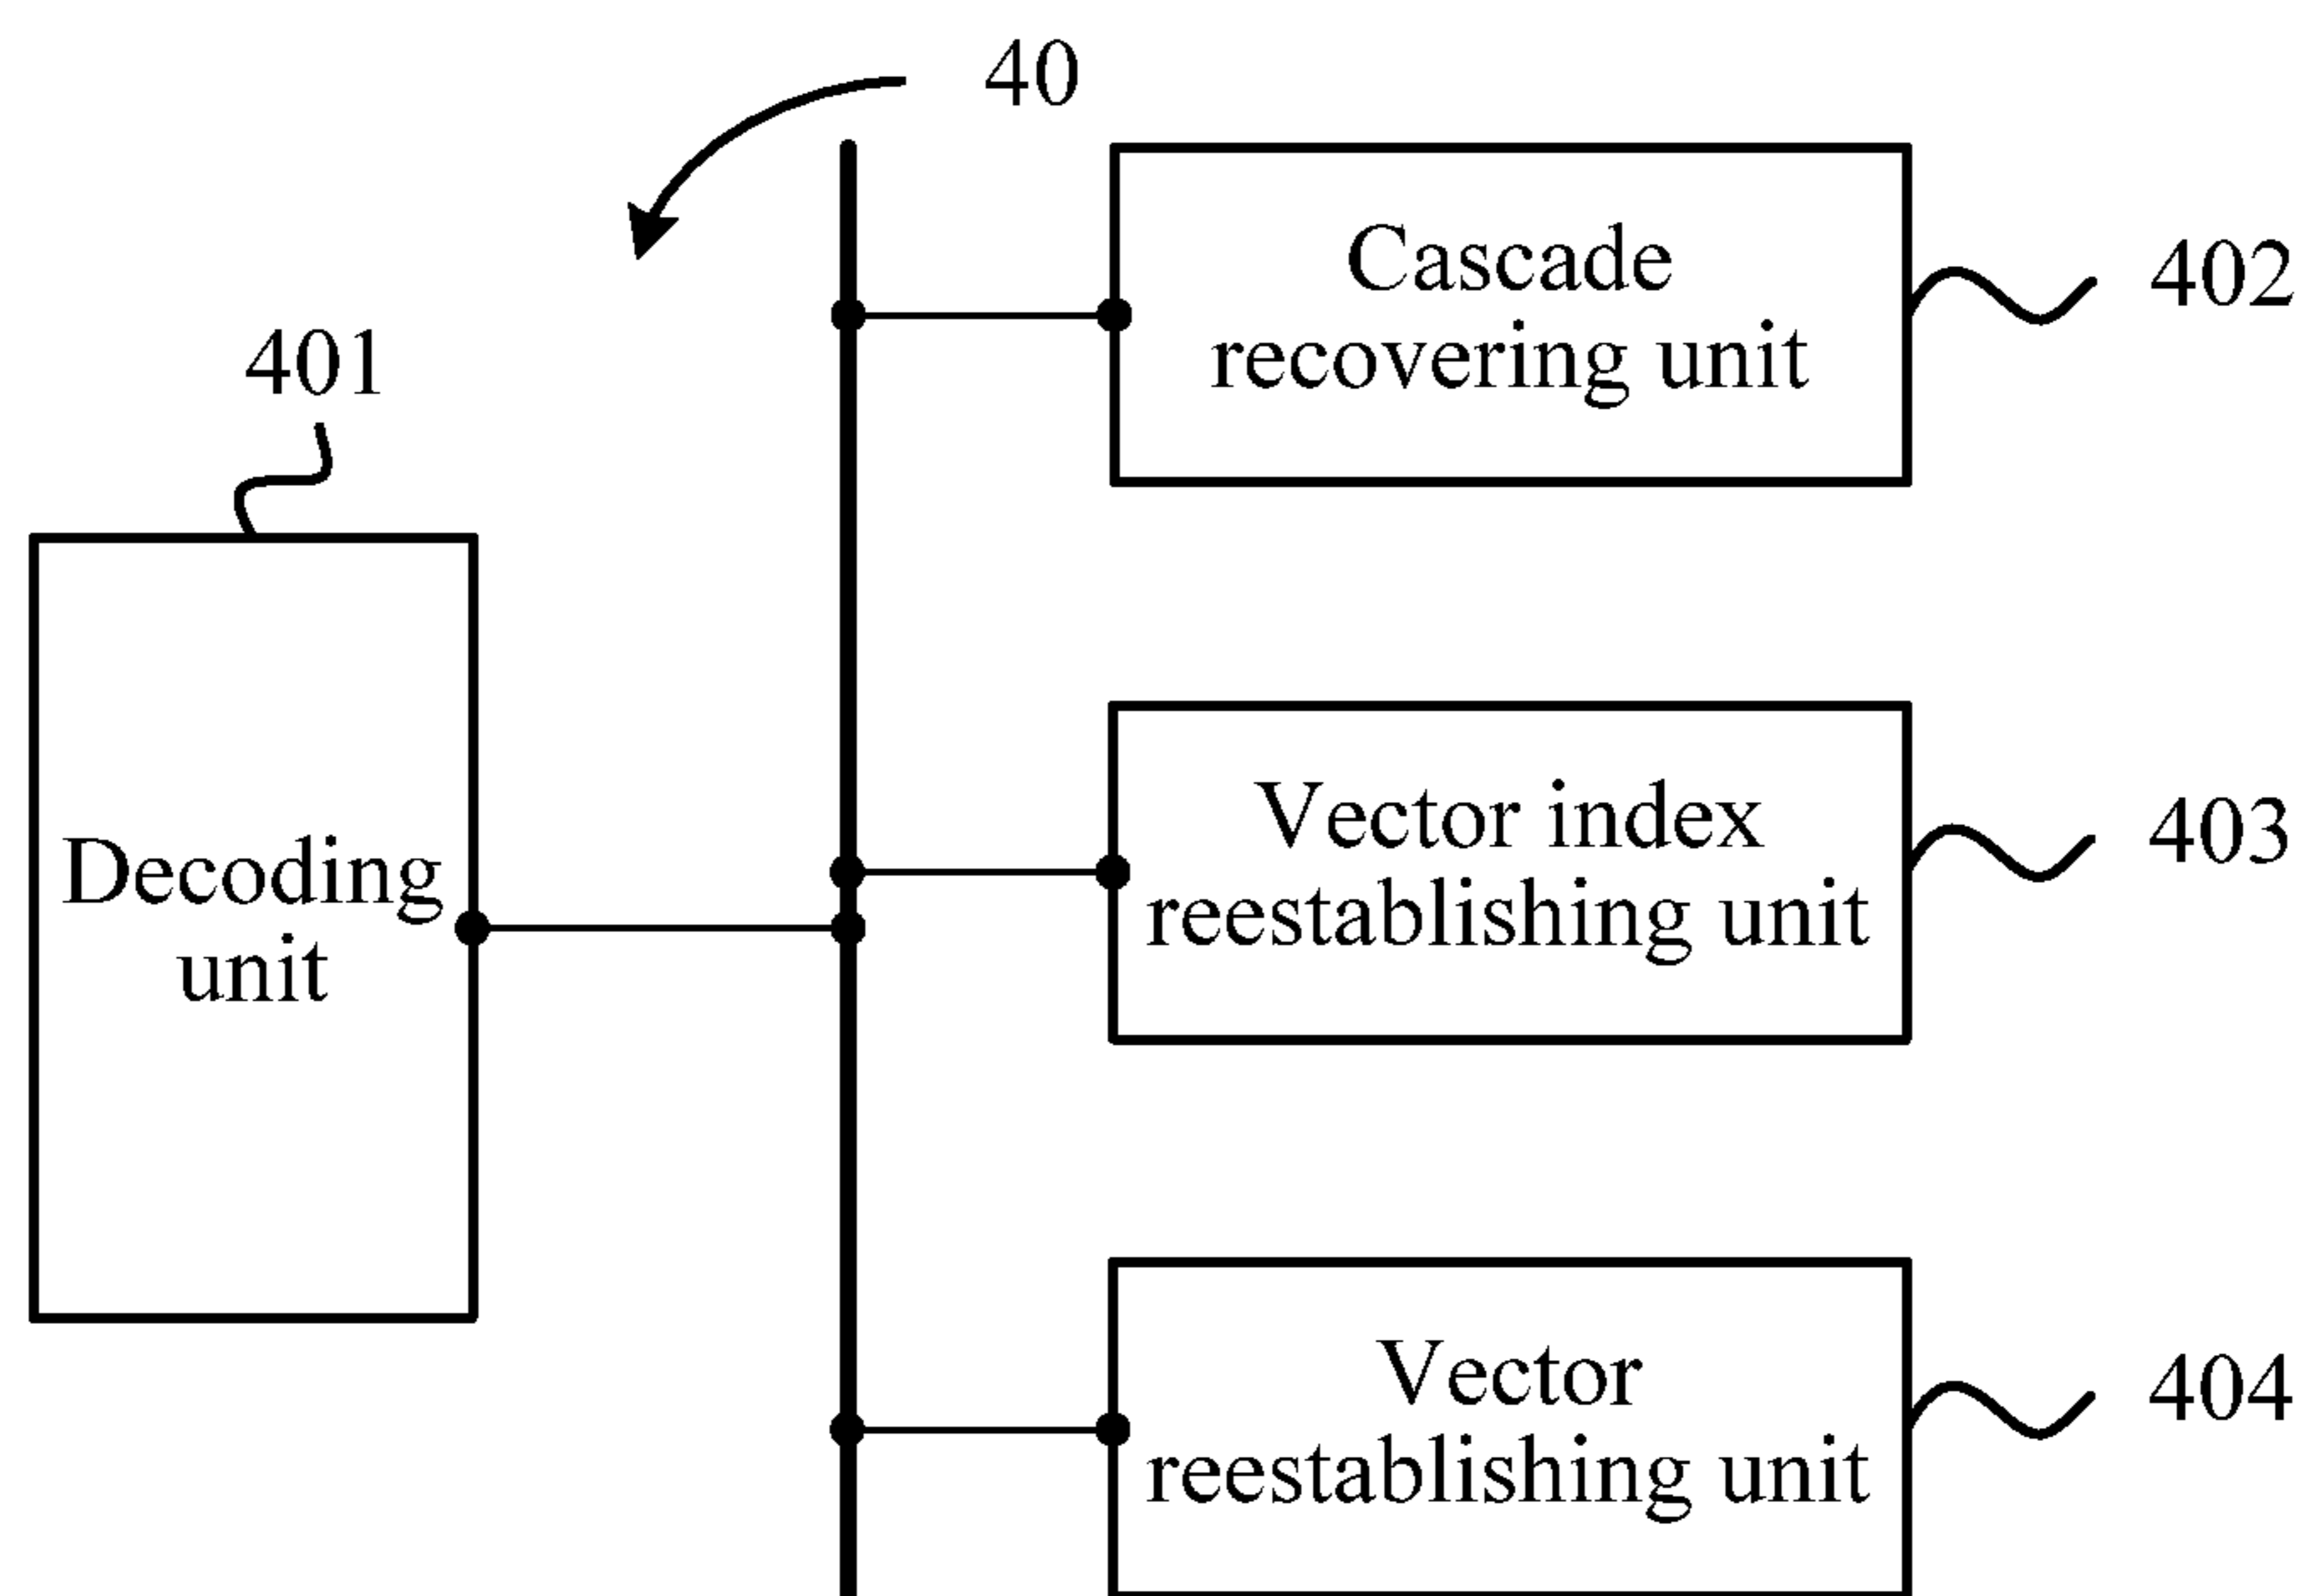 40
Cascade
recovering unit
402
401
Decoding
unit
Vector index
reestablishing unit
403
Vector
reestablishing unit
404